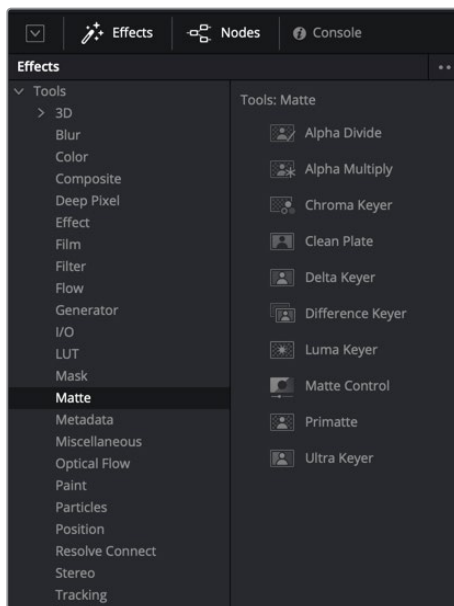 Effects
Nodes
Console
Effects
Tools
3D
Blur
Color
Composite
Deep Pixel
Effect
Film
Filter
Flow
Generator
I/O
LUT
Mask
Matte
Metadata
Miscellaneous
Optical Flow
Paint
Particles
Position
Resolve Connect
Stereo
Tracking
Tools: Matte
Alpha Divide
Alpha Multiply
Chroma Keyer
Clean Plate
Delta Keyer
Difference Keyer
Luma Keyer
Matte Control
Primatte
Ultra Keyer